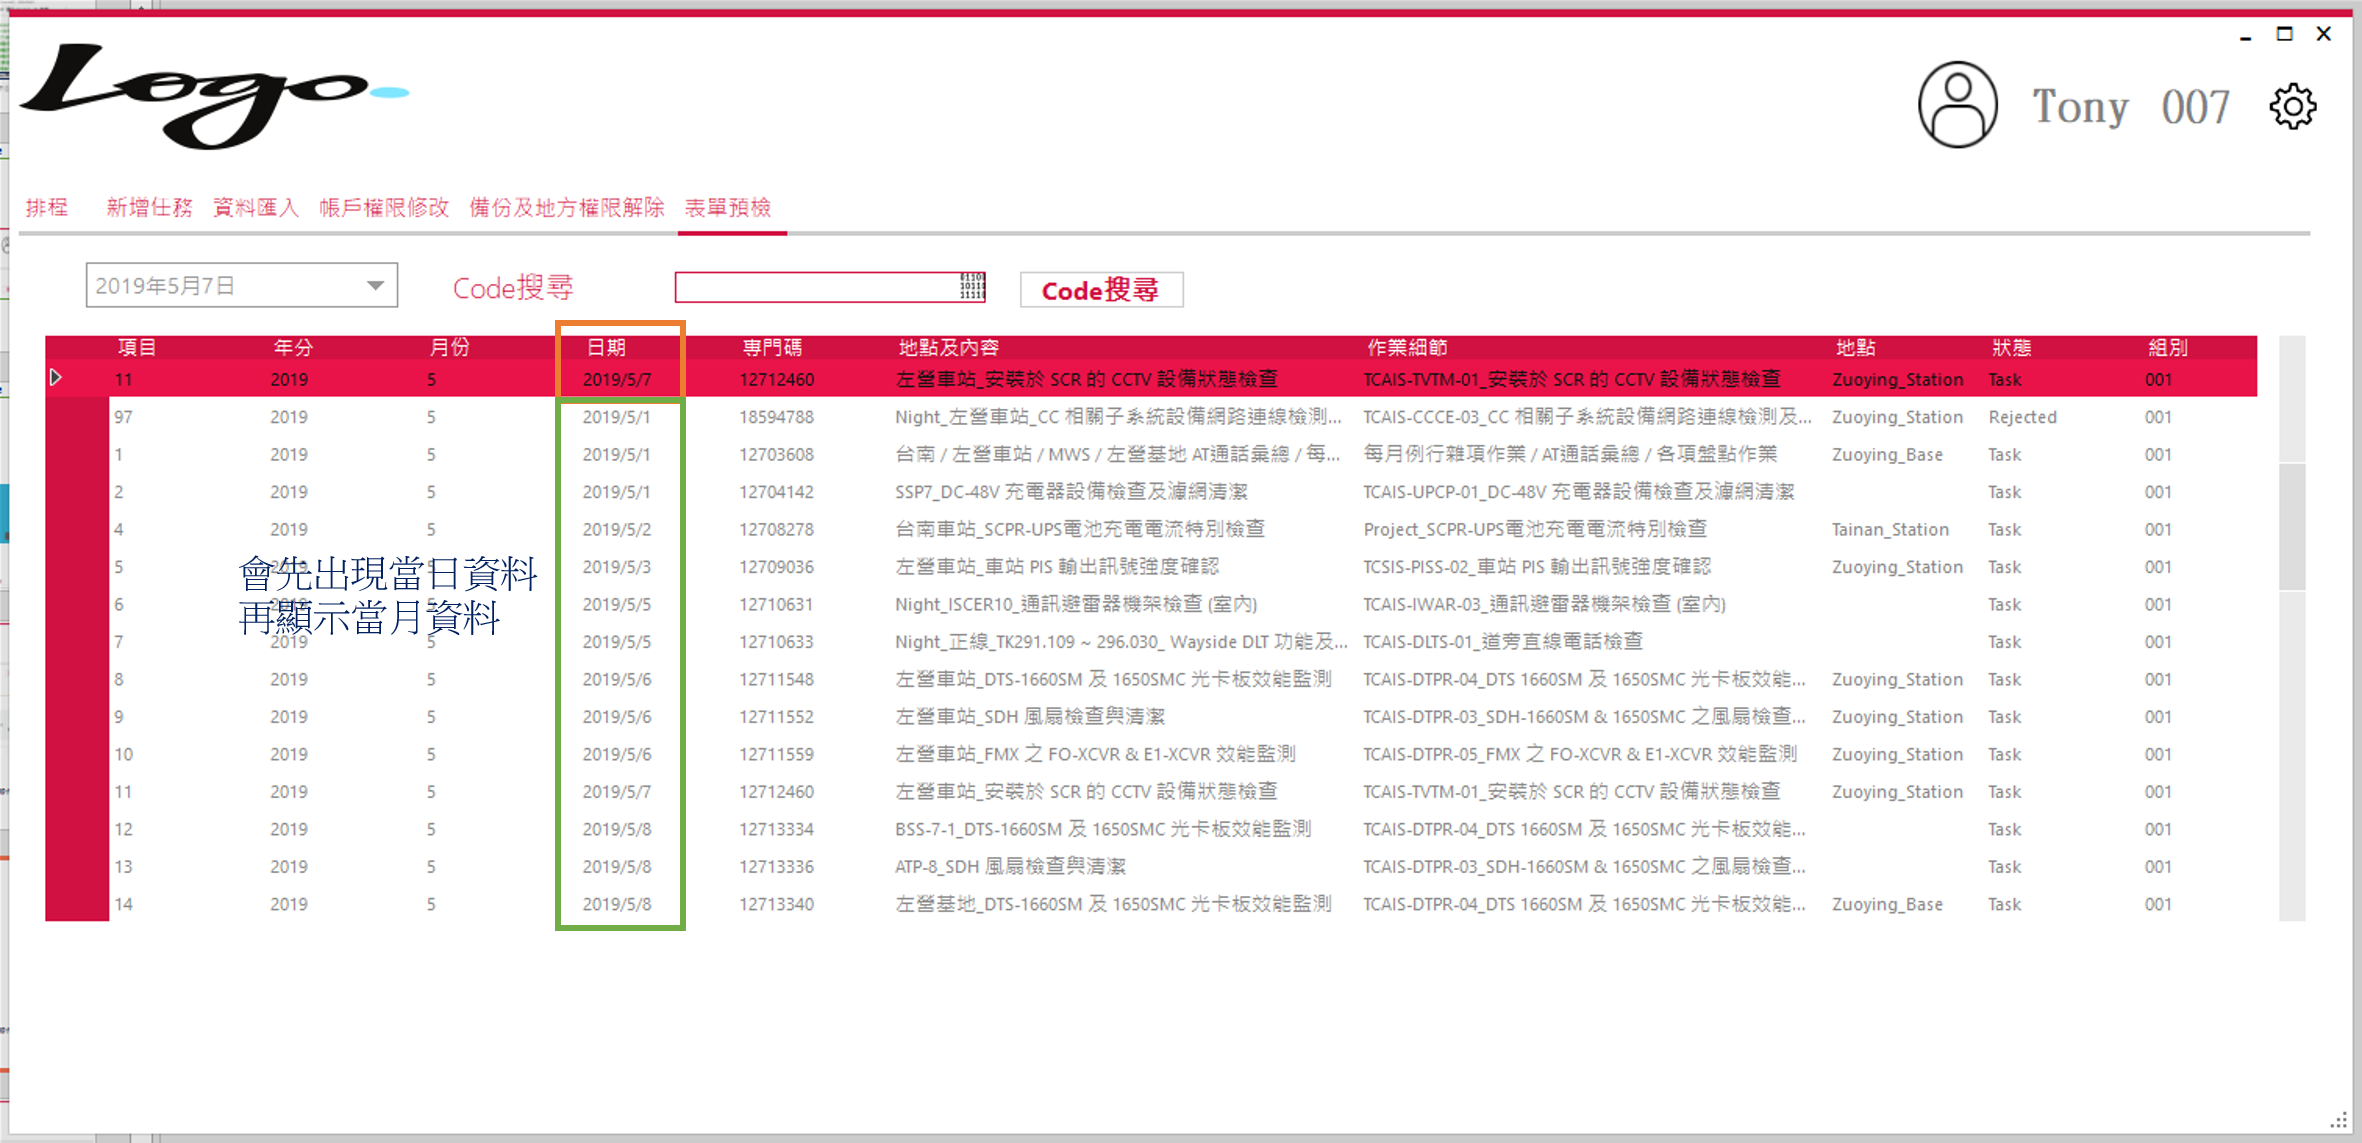 Logo
Tony 007
排程 新增任務 資料匯入 帳戶權限修改 備份及地方權限解除 表單預檢
2019年5月7日 Code搜尋 Code搜尋
項目 年分 月份 日期 專門碼 地點及內容 作業細節 地點 狀態 組別
11 2019 5 2019/5/7 12712460 左營車站_安裝於 SCR 的 CCTV 設備狀態檢查 TCAIS-TVTM-01_安裝於 SCR 的 CCTV 設備狀態檢查 Zuoying_Station Task 001
97 2019 5 2019/5/1 18594788 Night_左營車站_CC 相關子系統設備網路連線檢測... TCAIS-CCCE-03_CC 相關子系統設備網路連線檢測及... Zuoying_Station Rejected 001
1 2019 5 2019/5/1 12703608 台南 / 左營車站 / MWS / 左營基地 AT通話彙總 / 每... 每月例行雜項作業 / AT通話彙總 / 各項盤點作業 Zuoying_Base Task 001
2 2019 5 2019/5/1 12704142 SSP7_DC-48V 充電器設備檢查及濾網清潔 TCAIS-UPCP-01_DC-48V 充電器設備檢查及濾網清潔 Task 001
4 2019 5 2019/5/2 12708278 台南車站_SCPR-UPS電池充電電流特別檢查 Project_SCPR-UPS電池充電電流特別檢查 Tainan_Station Task 001
5 2019 5 2019/5/3 12709036 左營車站_車站 PIS 輸出訊號強度確認 TCSIS-PISS-02_車站 PIS 輸出訊號強度確認 Zuoying_Station Task 001
會先出現當日資料
6 2019 5 2019/5/5 12710631 Night_ISCER10_通訊避雷器機架檢查 (室內) TCAIS-IWAR-03_通訊避雷器機架檢查 (室內) Task 001
再顯示當月資料
7 2019 5 2019/5/5 12710633 Night_正線_TK291.109 ~ 296.030_ Wayside DLT 功能及... TCAIS-DLTS-01_道旁直線電話檢查 Task 001
8 2019 5 2019/5/6 12711548 左營車站_DTS-1660SM 及 1650SMC 光卡板效能監測 TCAIS-DTPR-04_DTS 1660SM 及 1650SMC 光卡板效能... Zuoying_Station Task 001
9 2019 5 2019/5/6 12711552 左營車站_SDH 風扇檢查與清潔 TCAIS-DTPR-03_SDH-1660SM & 1650SMC 之風扇檢查... Zuoying_Station Task 001
10 2019 5 2019/5/6 12711559 左營車站_FMX 之 FO-XCVR & E1-XCVR 效能監測 TCAIS-DTPR-05_FMX 之 FO-XCVR & E1-XCVR 效能監測 Zuoying_Station Task 001
11 2019 5 2019/5/7 12712460 左營車站_安裝於 SCR 的 CCTV 設備狀態檢查 TCAIS-TVTM-01_安裝於 SCR 的 CCTV 設備狀態檢查 Zuoying_Station Task 001
12 2019 5 2019/5/8 12713334 BSS-7-1_DTS-1660SM 及 1650SMC 光卡板效能監測 TCAIS-DTPR-04_DTS 1660SM 及 1650SMC 光卡板效能... Task 001
13 2019 5 2019/5/8 12713336 ATP-8_SDH 風扇檢查與清潔 TCAIS-DTPR-03_SDH-1660SM & 1650SMC 之風扇檢查... Task 001
14 2019 5 2019/5/8 12713340 左營基地_DTS-1660SM 及 1650SMC 光卡板效能監測 TCAIS-DTPR-04_DTS 1660SM 及 1650SMC 光卡板效能... Zuoying_Base Task 001